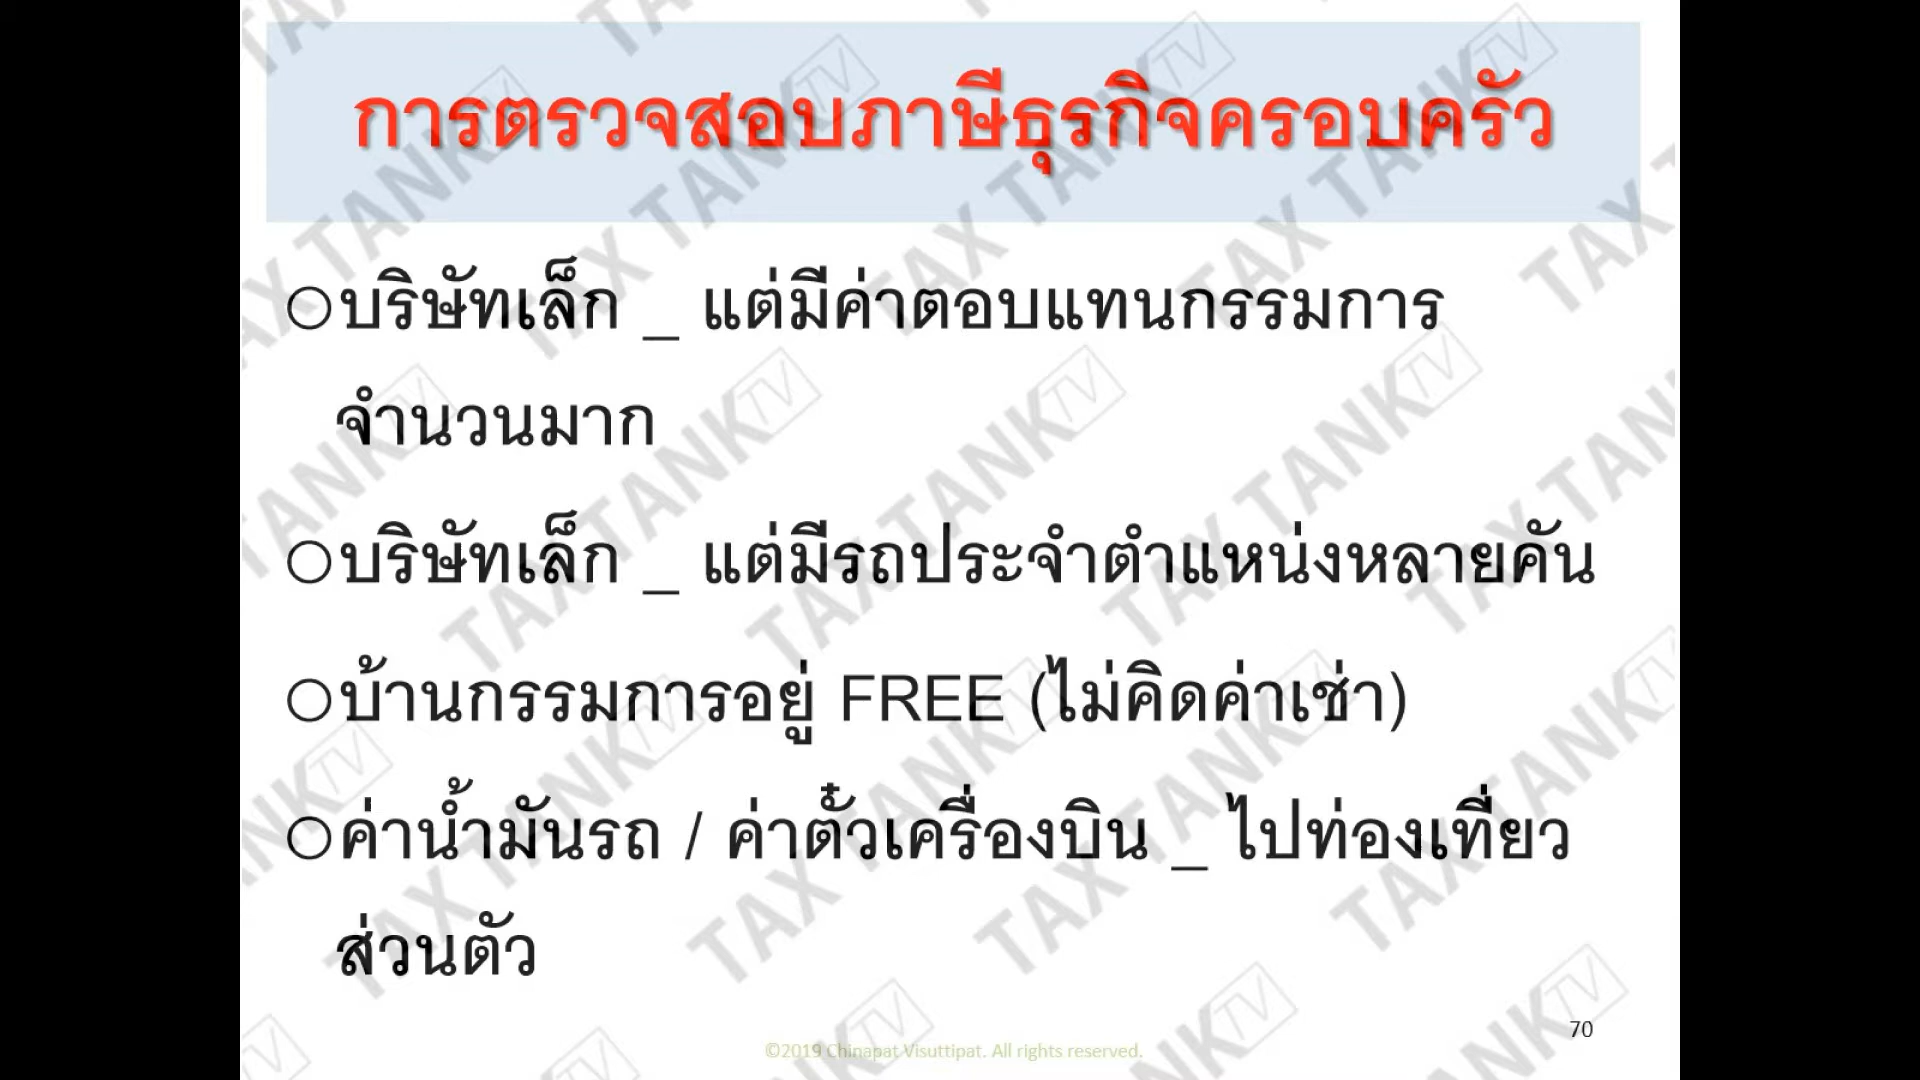 การตรวจสอบภาษีธุรกิจครอบครัว
○บริษัทเล็ก _ แต่มีค่าตอบแทนกรรมการ
จำนวนมาก
○บริษัทเล็ก _ แต่มีรถประจำตำแหน่งหลายคัน
○บ้านกรรมการอยู่ FREE (ไม่คิดค่าเช่า)
○ค่าน้ำมันรถ / ค่าตั๋วเครื่องบิน _ ไปท่องเที่ยว
ส่วนตัว
70
©2019 Chinapat Visuttipat. All rights reserved.
TAX TANK TV